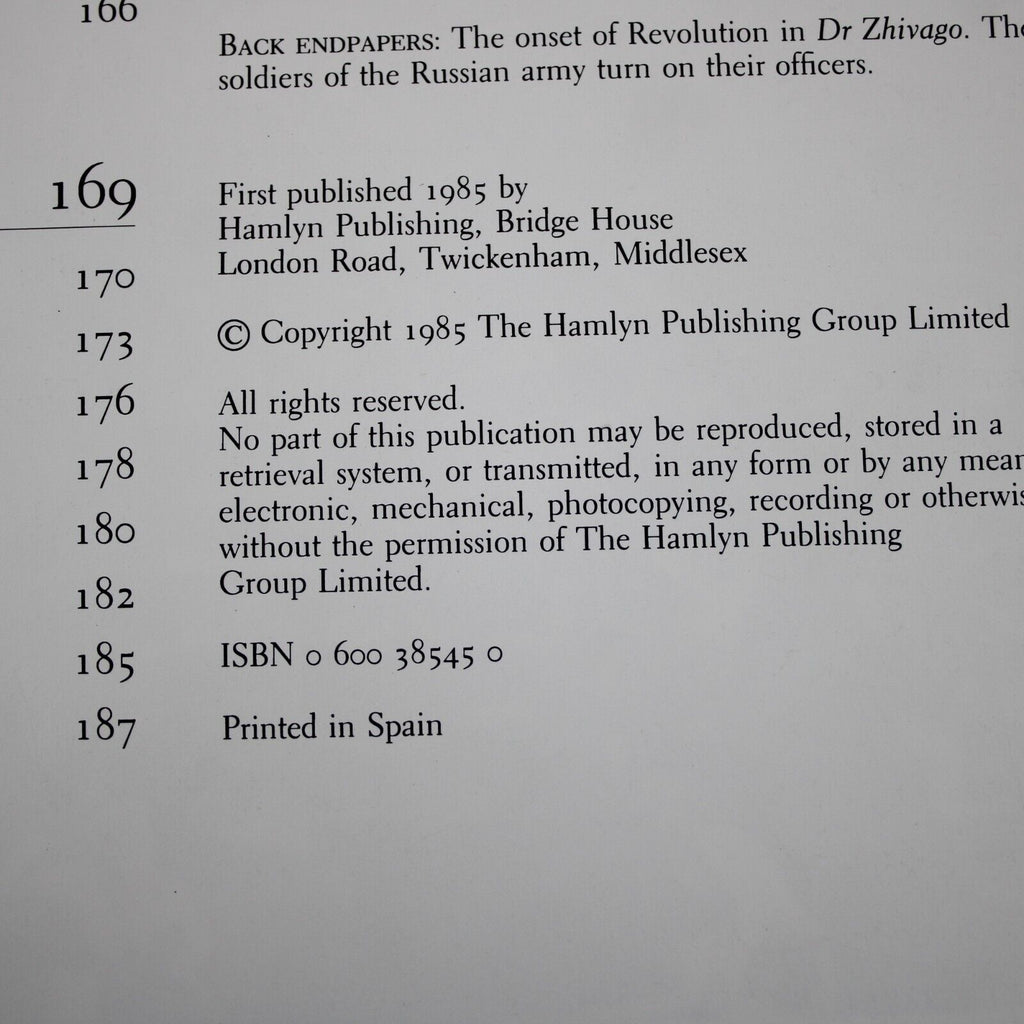 166
BACK ENDPAPERS: The onset of Revolution in Dr Zhivago. The
soldiers of the Russian army turn on their officers.
169
First published 1985 by
Hamlyn Publishing, Bridge House
London Road, Twickenham, Middlesex
170
173
© Copyright 1985 The Hamlyn Publishing Group Limited
176
All rights reserved.
No part of this publication may be reproduced, stored in a
178
retrieval system, or transmitted, in any form or by any
electronic, mechanical, photocopying, recording or
180
without the permission of The Hamlyn Publishing
Group Limited.
182
185
ISBN 0 600 38545 0
187
Printed in Spain